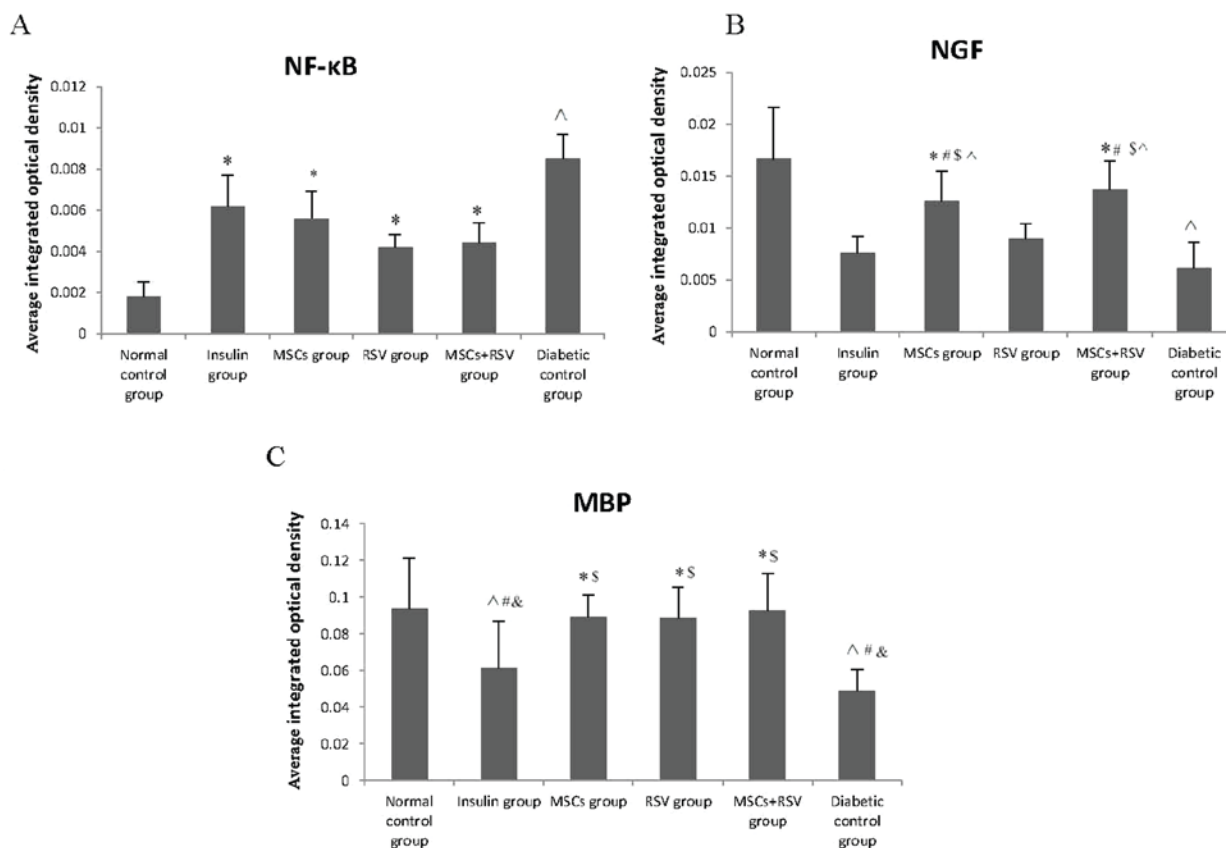 A
NF-κB
Average integrated optical density
0.012
0.01
0.008
0.006
0.004
0.002
0
*
*
*
*
^
Normal control group
Insulin group
MSCs group
RSV group
MSCs+RSV group
Diabetic control group
B
NGF
Average integrated optical density
0.025
0.02
0.015
0.01
0.005
0
*#$^
*# $^
^
Normal control group
Insulin group
MSCs group
RSV group
MSCs+RSV group
Diabetic control group
C
MBP
Average integrated optical density
0.14
0.12
0.1
0.08
0.06
0.04
0.02
0
^#&
*$
*$
*$
^#&
Normal control group
Insulin group
MSCs group
RSV group
MSCs+RSV group
Diabetic control group